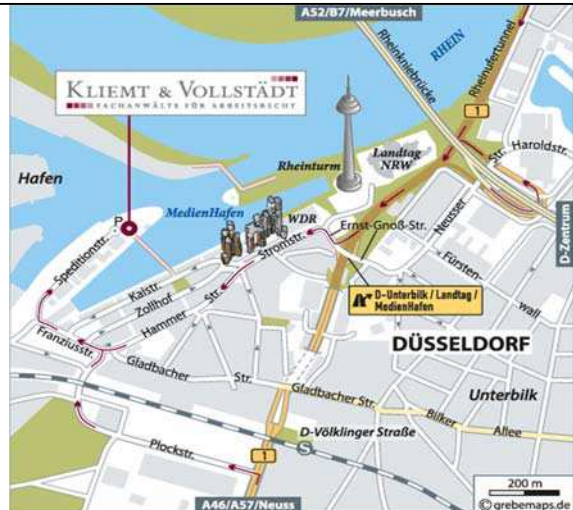 A52/B7/Meerbusch
RHEIN
Rheinkniebrücke
Rheinufertunnel
1
KLIEMT & VOLLSTÄDT
FACHANWÄLTE FÜR ARBEITSRECHT
Rheinturm
Landtag
NRW
Str.
Haroldstr.
Hafen
MedienHafen
WDR
P
Ernst-Gnoß-Str.
Neusser
D-Zentrum
Speditionstr.
Kaistr.
Zollhof
Hammer
Str.
Stromstr.
Fürsten-
wall
D-Unterbilk / Landtag /
MedienHafen
Franziusstr.
Gladbacher
Str.
DÜSSELDORF
Gladbacher Str.
Unterbilk
Bilker
Allee
D-Völklinger Straße
S
Plockstr.
1
200 m
A46/A57/Neuss
© grebemaps.de